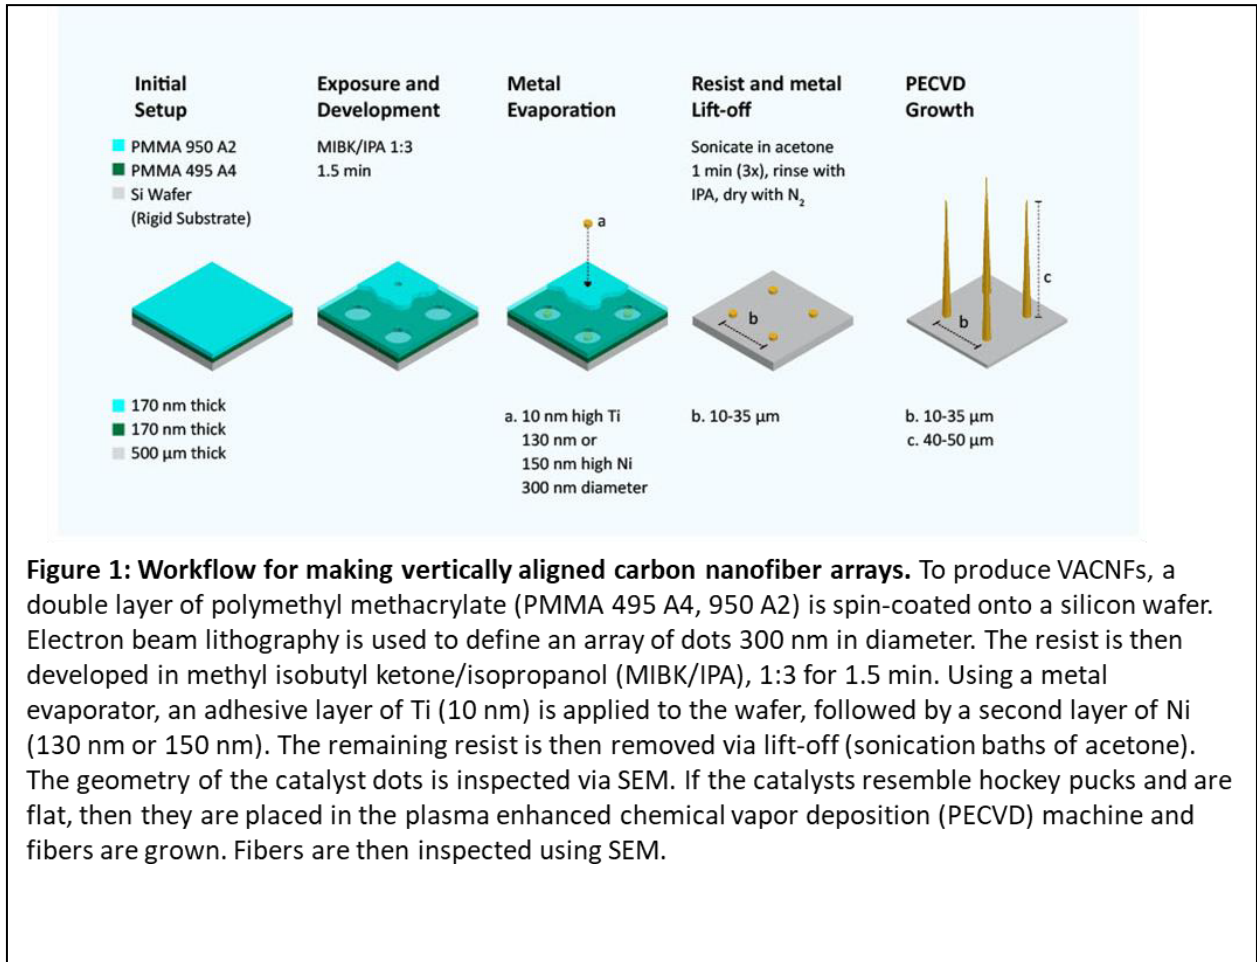 Initial
Setup
PMMA 950 A2
PMMA 495 A4
Si Wafer
(Rigid Substrate)
170 nm thick
170 nm thick
500 µm thick
Exposure and
Development
MIBK/IPA 1:3
1.5 min
Metal
Evaporation
a
a. 10 nm high Ti
130 nm or
150 nm high Ni
300 nm diameter
Resist and metal
Lift-off
Sonicate in acetone
1 min (3x), rinse with
IPA, dry with N₂
b
b. 10-35 µm
PECVD
Growth
c
b
b. 10-35 µm
c. 40-50 µm
Figure 1: Workflow for making vertically aligned carbon nanofiber arrays. To produce VACNFs, a
double layer of polymethyl methacrylate (PMMA 495 A4, 950 A2) is spin-coated onto a silicon wafer.
Electron beam lithography is used to define an array of dots 300 nm in diameter. The resist is then
developed in methyl isobutyl ketone/isopropanol (MIBK/IPA), 1:3 for 1.5 min. Using a metal
evaporator, an adhesive layer of Ti (10 nm) is applied to the wafer, followed by a second layer of Ni
(130 nm or 150 nm). The remaining resist is then removed via lift-off (sonication baths of acetone).
The geometry of the catalyst dots is inspected via SEM. If the catalysts resemble hockey pucks and are
flat, then they are placed in the plasma enhanced chemical vapor deposition (PECVD) machine and
fibers are grown. Fibers are then inspected using SEM.